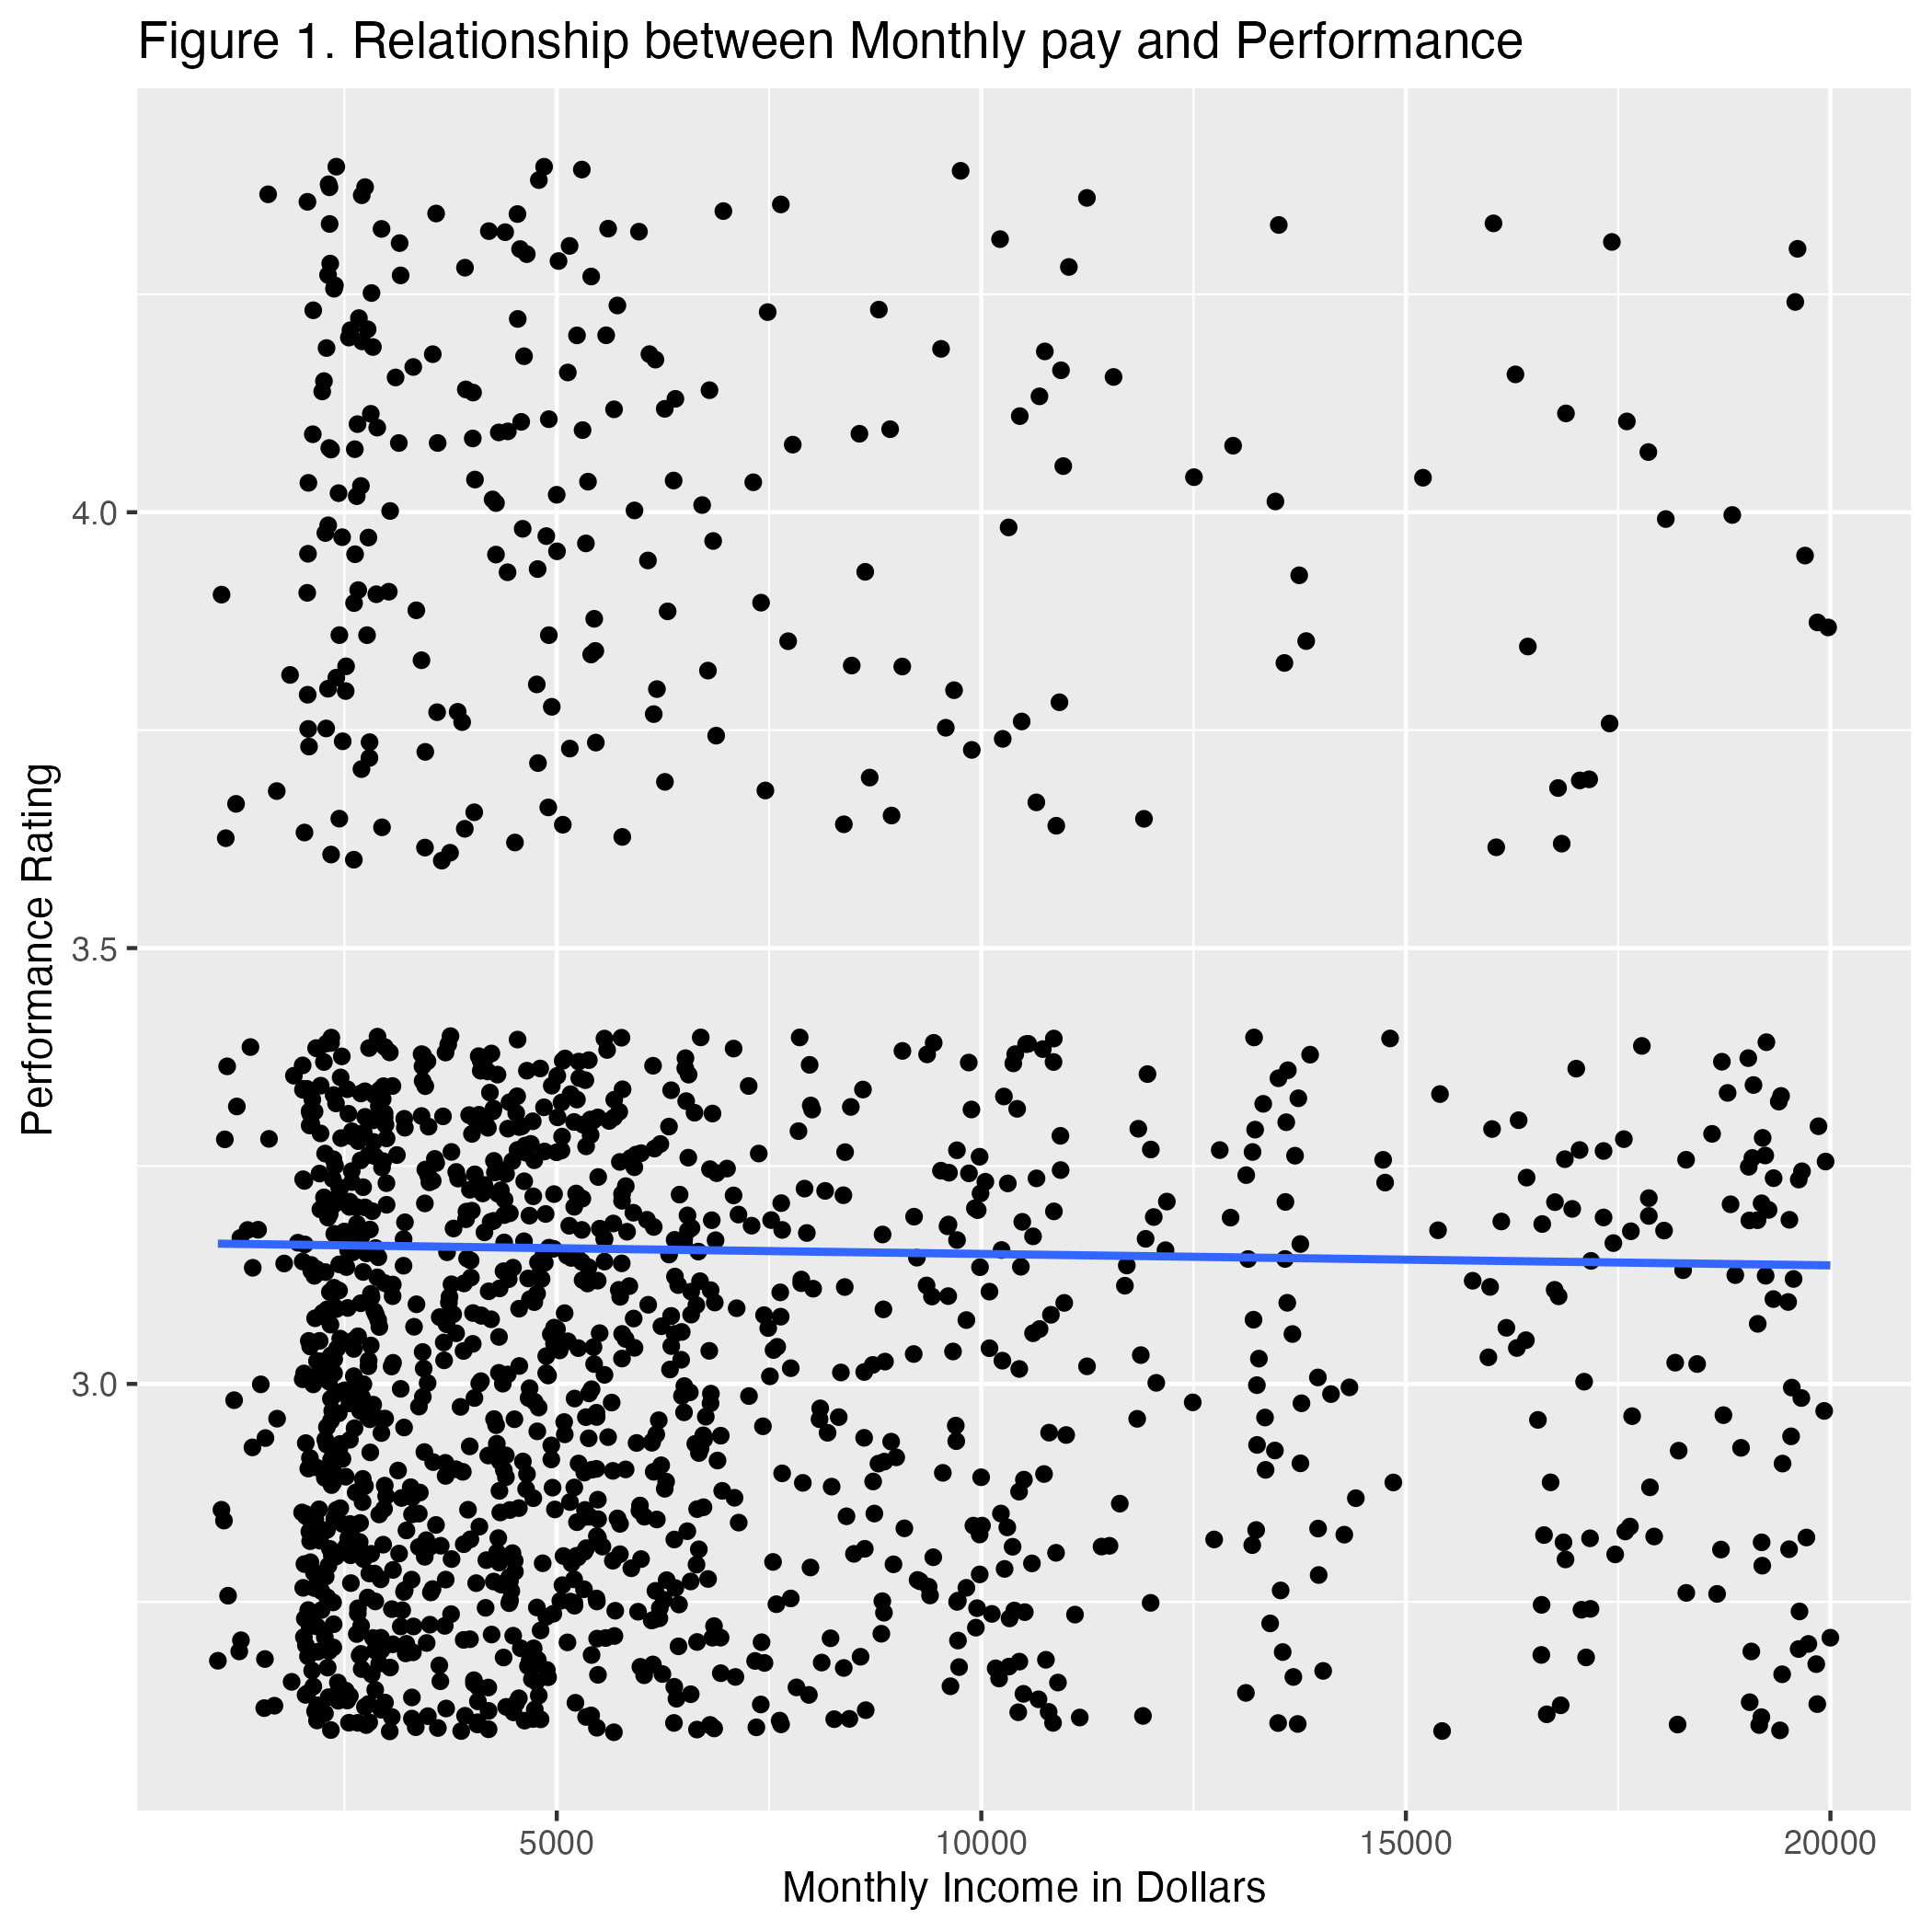 Figure 1. Relationship between Monthly pay and Performance
Performance Rating
4.0
3.5
3.0
5000
10000
15000
20000
Monthly Income in Dollars